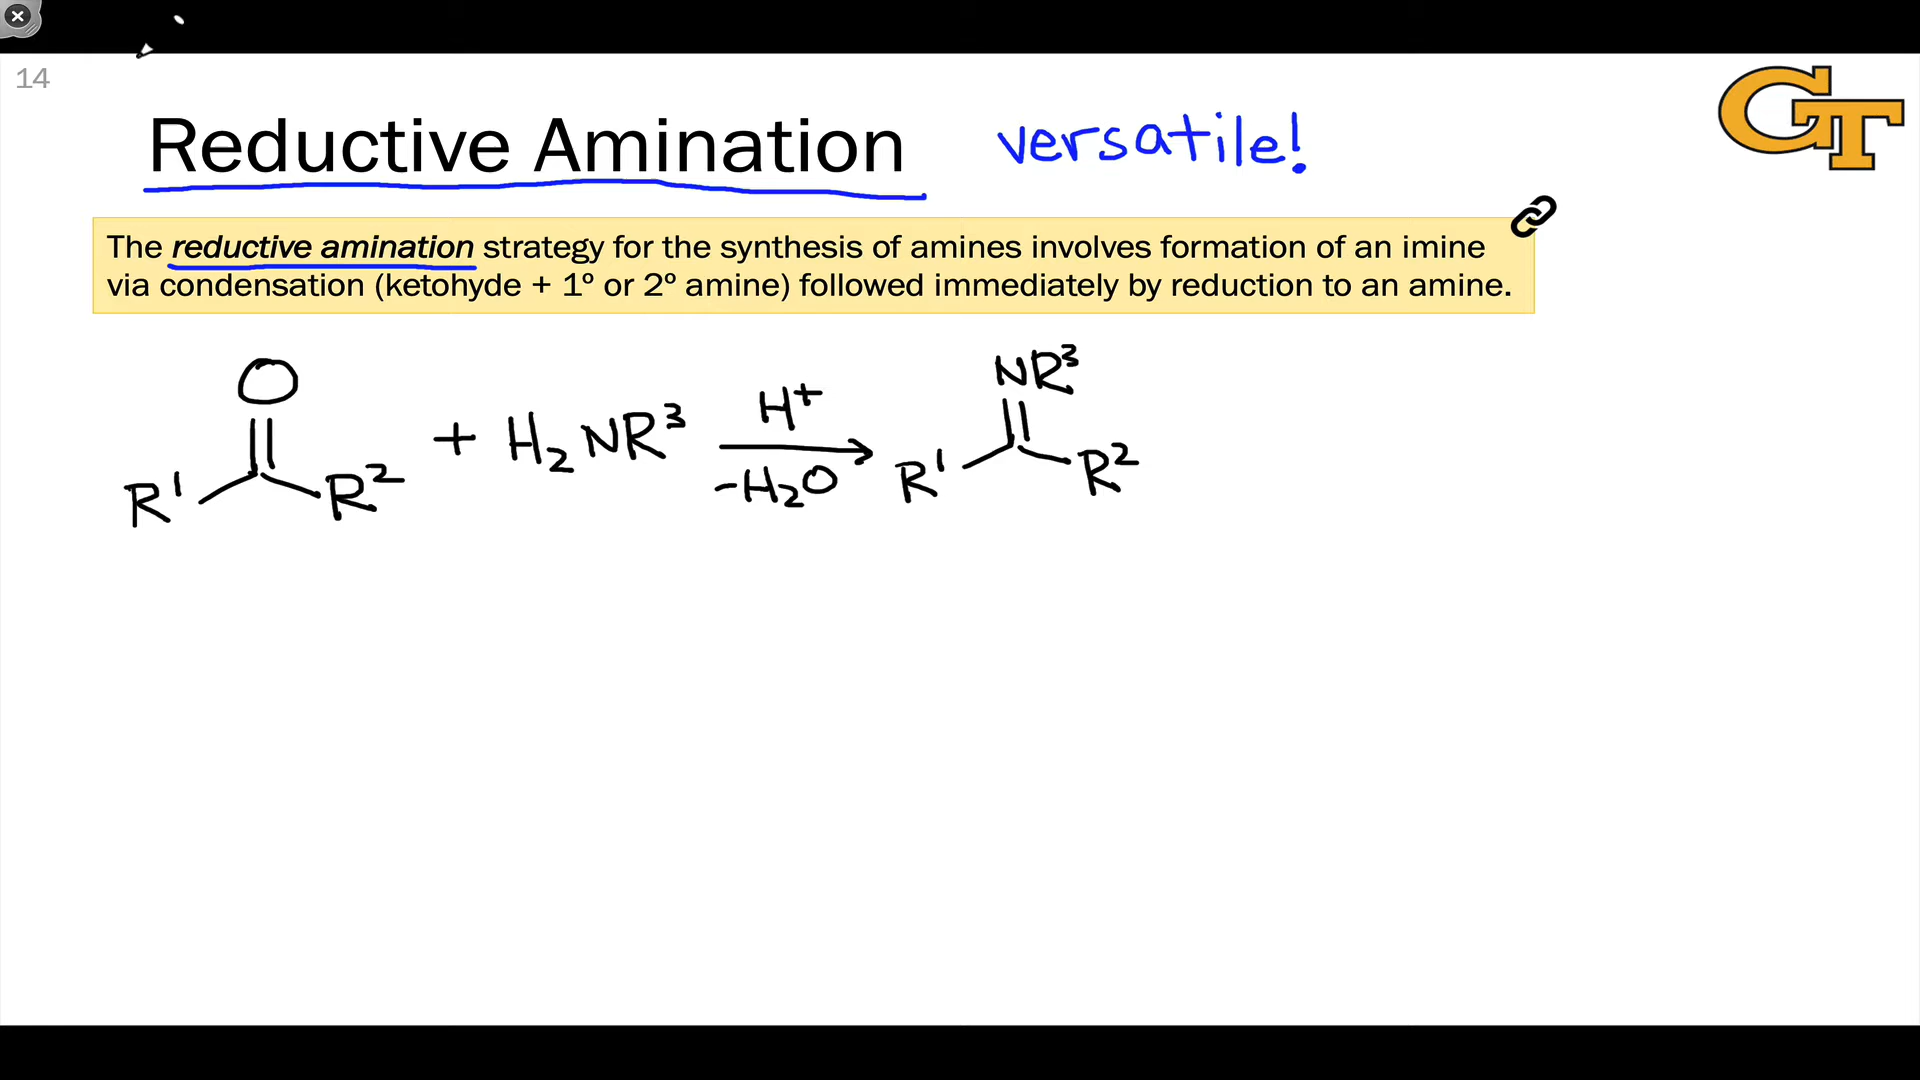 14
GT
Reductive Amination versatile!
The reductive amination strategy for the synthesis of amines involves formation of an imine
via condensation (ketohyde + 1º or 2º amine) followed immediately by reduction to an amine.
O
R¹ R² + H₂NR³
H⁺
-H₂O
NR³
R¹ R²